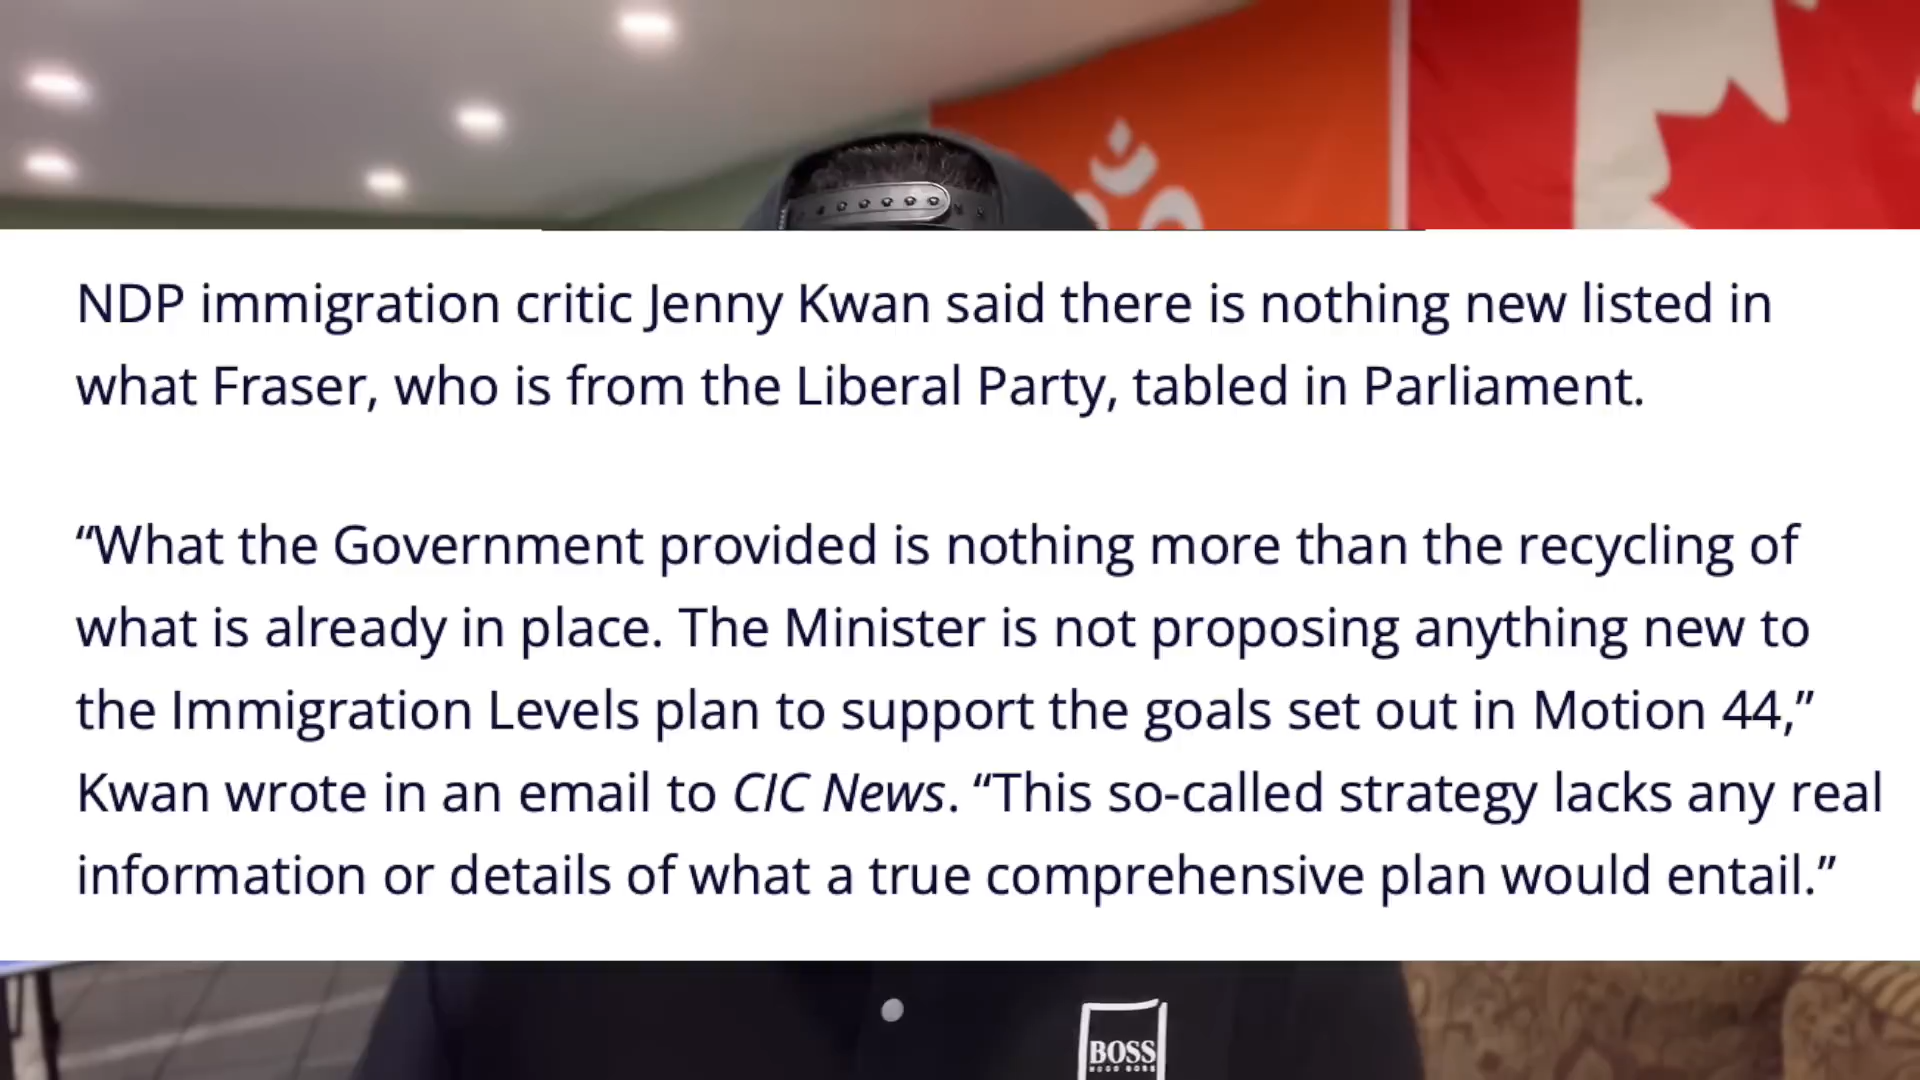 NDP immigration critic Jenny Kwan said there is nothing new listed in
what Fraser, who is from the Liberal Party, tabled in Parliament.
“What the Government provided is nothing more than the recycling of
what is already in place. The Minister is not proposing anything new to
the Immigration Levels plan to support the goals set out in Motion 44,”
Kwan wrote in an email to CIC News. “This so-called strategy lacks any real
information or details of what a true comprehensive plan would entail.”
BOSS
HUGO BOSS